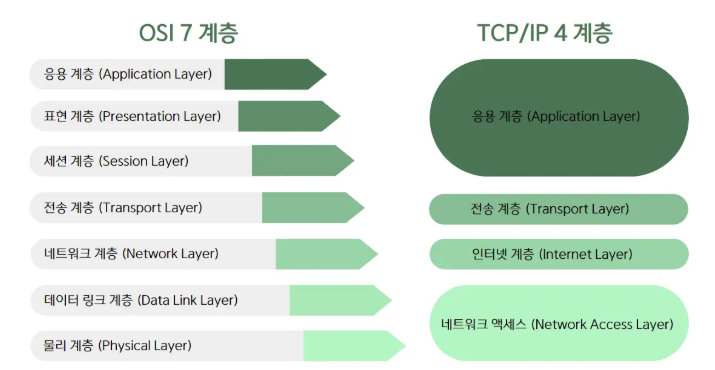 OSI 7 계층
TCP/IP 4 계층
응용 계층 (Application Layer)
표현 계층 (Presentation Layer)
세션 계층 (Session Layer)
전송 계층 (Transport Layer)
네트워크 계층 (Network Layer)
데이터 링크 계층 (Data Link Layer)
물리 계층 (Physical Layer)
응용 계층 (Application Layer)
전송 계층 (Transport Layer)
인터넷 계층 (Internet Layer)
네트워크 액세스 (Network Access Layer)